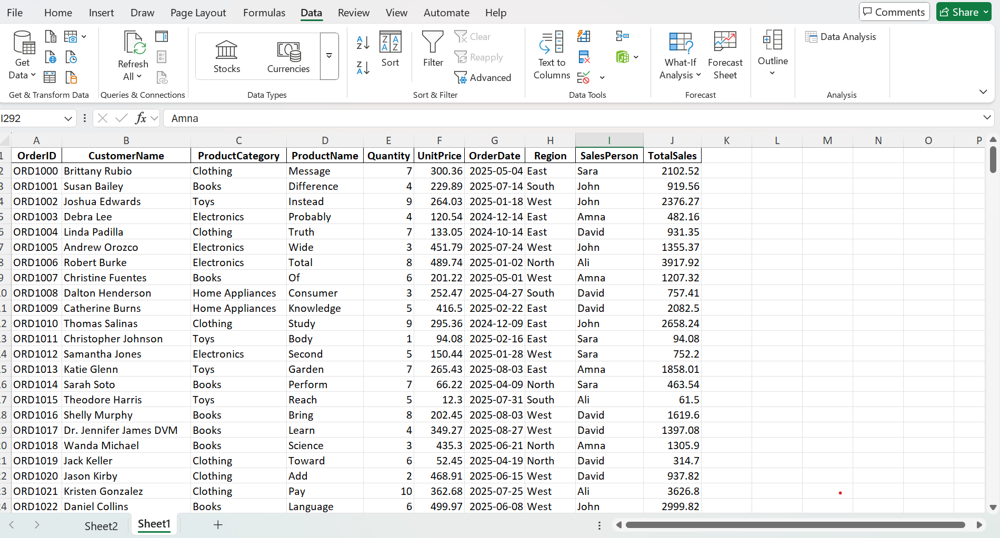 File Home Insert Draw Page Layout Formulas Data Review View Automate Help Comments Share
Get Data
Refresh All
Stocks
Currencies
Sort
Filter
Clear
Reapply
Advanced
Text to Columns
What-If Analysis
Forecast Sheet
Outline
Data Analysis
Get & Transform Data Queries & Connections Data Types Sort & Filter Data Tools Forecast Analysis
I292 fx Amna
A B C D E F G H I J K L M N O P
1 OrderID CustomerName ProductCategory ProductName Quantity UnitPrice OrderDate Region SalesPerson TotalSales
2 ORD1000 Brittany Rubio Clothing Message 7 300.36 2025-05-04 East Sara 2102.52
3 ORD1001 Susan Bailey Books Difference 4 229.89 2025-07-14 South John 919.56
4 ORD1002 Joshua Edwards Toys Instead 9 264.03 2025-01-18 West John 2376.27
5 ORD1003 Debra Lee Electronics Probably 4 120.54 2024-12-14 East Amna 482.16
6 ORD1004 Linda Padilla Clothing Truth 7 133.05 2024-10-14 East David 931.35
7 ORD1005 Andrew Orozco Electronics Wide 3 451.79 2025-07-24 West John 1355.37
8 ORD1006 Robert Burke Electronics Total 8 489.74 2025-01-02 North Ali 3917.92
9 ORD1007 Christine Fuentes Books Of 6 201.22 2025-05-01 West Amna 1207.32
0 ORD1008 Dalton Henderson Home Appliances Consumer 3 252.47 2025-04-27 South David 757.41
1 ORD1009 Catherine Burns Home Appliances Knowledge 5 416.5 2025-02-22 East David 2082.5
2 ORD1010 Thomas Salinas Clothing Study 9 295.36 2024-12-09 East John 2658.24
3 ORD1011 Christopher Johnson Toys Body 1 94.08 2025-02-16 East Sara 94.08
4 ORD1012 Samantha Jones Electronics Second 5 150.44 2025-01-28 West Sara 752.2
5 ORD1013 Katie Glenn Toys Garden 7 265.43 2025-08-03 East Amna 1858.01
6 ORD1014 Sarah Soto Books Perform 7 66.22 2025-04-09 North Sara 463.54
7 ORD1015 Theodore Harris Toys Reach 5 12.3 2025-07-31 South Ali 61.5
8 ORD1016 Shelly Murphy Books Bring 8 202.45 2025-08-03 West David 1619.6
9 ORD1017 Dr. Jennifer James DVM Books Learn 4 349.27 2025-08-27 West David 1397.08
0 ORD1018 Wanda Michael Books Science 3 435.3 2025-06-21 North Amna 1305.9
1 ORD1019 Jack Keller Clothing Toward 6 52.45 2025-04-19 North David 314.7
2 ORD1020 Jason Kirby Clothing Add 2 468.91 2025-06-15 West David 937.82
3 ORD1021 Kristen Gonzalez Clothing Pay 10 362.68 2025-07-25 West Ali 3626.8
4 ORD1022 Daniel Collins Books Language 6 499.97 2025-06-08 West John 2999.82
Sheet2 Sheet1